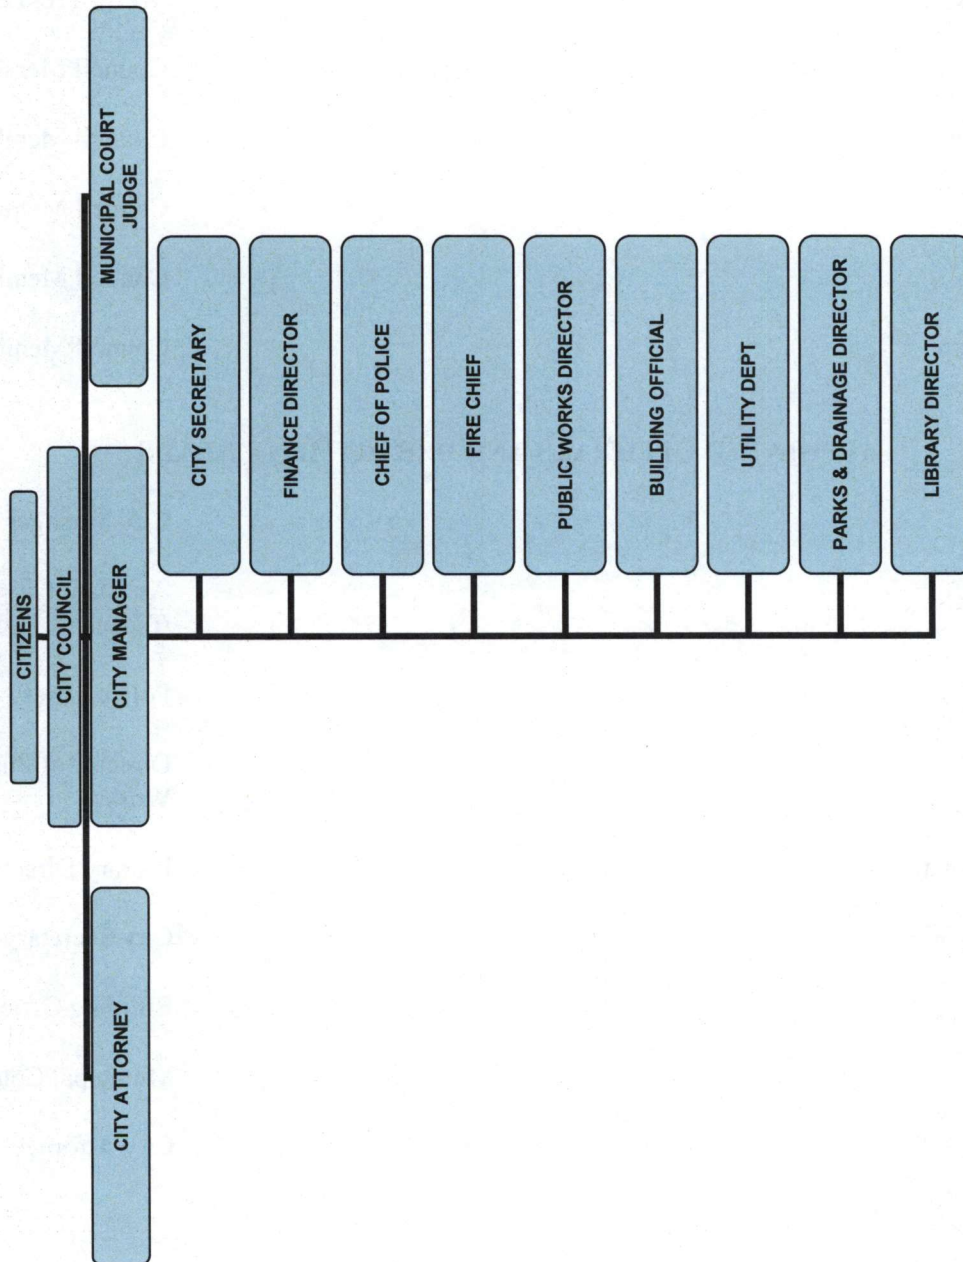 CITIZENS
CITY COUNCIL
CITY ATTORNEY
CITY MANAGER
MUNICIPAL COURT
JUDGE
CITY SECRETARY
FINANCE DIRECTOR
CHIEF OF POLICE
FIRE CHIEF
PUBLIC WORKS DIRECTOR
BUILDING OFFICIAL
UTILITY DEPT
PARKS & DRAINAGE DIRECTOR
LIBRARY DIRECTOR